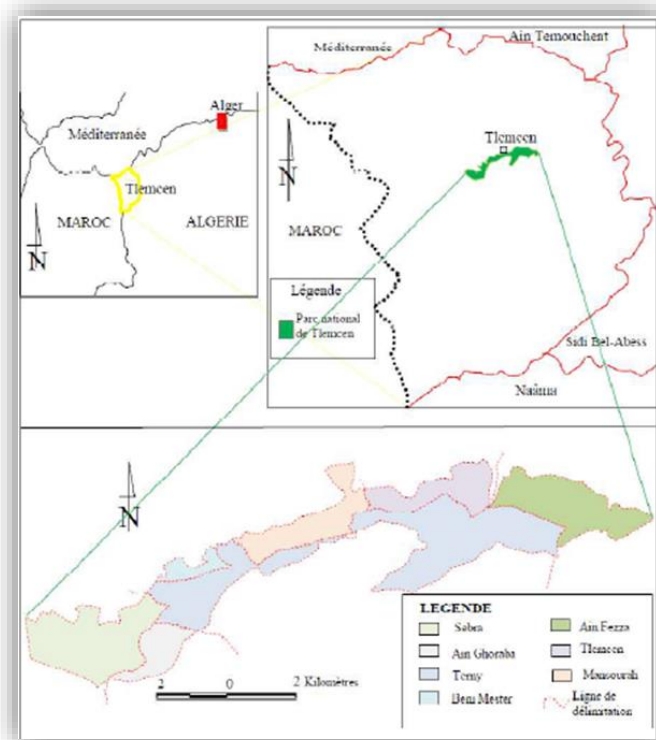 Alger
Méditerranée
Tlemcen
MAROC
ALGERIE
N
Méditerranée
Ain Temouchent
Tlemcen
N
MAROC
Légende
Parc national
de Tlemcen
Sidi Bel-Abess
Naâma
N
LEGENDE
Sabra
Ain Ghoraba
Terny
Beni Mester
Ain Fezza
Tlemcen
Mansourah
Ligne de
délimitation
2 0 2 Kilomètres